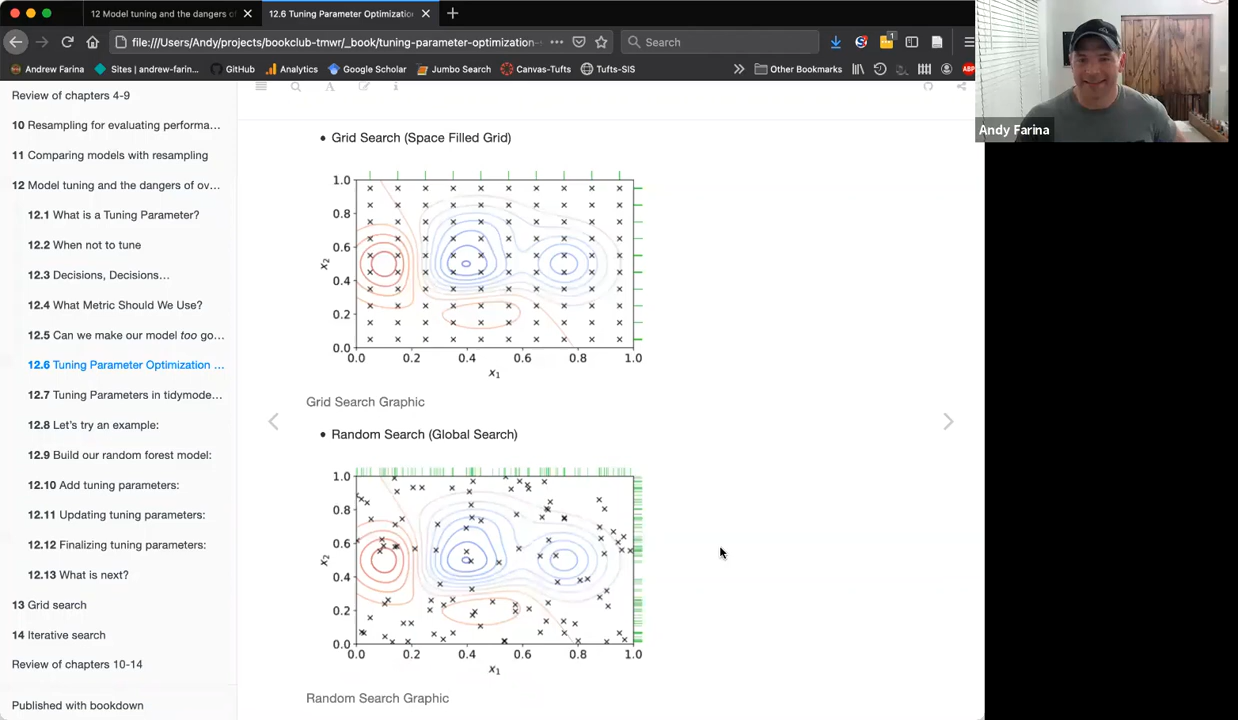 12 Model tuning and the dangers of
12.6 Tuning Parameter Optimizatio
file:///Users/Andy/projects/bookclub-tmwr/_book/tuning-parameter-optimization-
Search
1
Andrew Farina
Sites | andrew-farin...
GitHub
Analytics
Google Scholar
Jumbo Search
Canvas-Tufts
Tufts-SIS
Other Bookmarks
ABP
Andy Farina
Review of chapters 4-9
10 Resampling for evaluating performa...
11 Comparing models with resampling
12 Model tuning and the dangers of ov...
12.1 What is a Tuning Parameter?
12.2 When not to tune
12.3 Decisions, Decisions...
12.4 What Metric Should We Use?
12.5 Can we make our model too go...
12.6 Tuning Parameter Optimization ...
12.7 Tuning Parameters in tidymode...
12.8 Let's try an example:
12.9 Build our random forest model:
12.10 Add tuning parameters:
12.11 Updating tuning parameters:
12.12 Finalizing tuning parameters:
12.13 What is next?
13 Grid search
14 Iterative search
Review of chapters 10-14
Published with bookdown
• Grid Search (Space Filled Grid)
1.0
0.8
0.6
0.4
0.2
0.0
x2
0.0 0.2 0.4 0.6 0.8 1.0
x1
Grid Search Graphic
• Random Search (Global Search)
1.0
0.8
0.6
0.4
0.2
0.0
x2
0.0 0.2 0.4 0.6 0.8 1.0
x1
Random Search Graphic